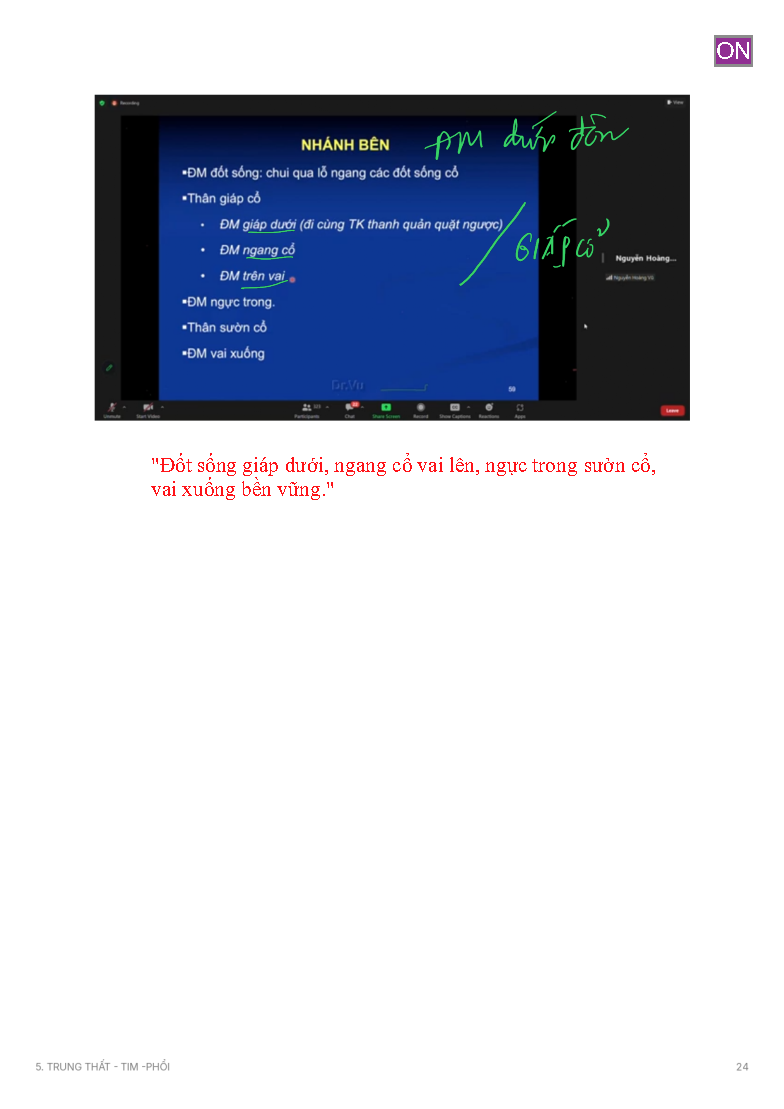 ON
Recording
View
NHÁNH BÊN
ĐM dưới đòn
▪ĐM đốt sống: chui qua lỗ ngang các đốt sống cổ
▪Thân giáp cổ
• ĐM giáp dưới (đi cùng TK thanh quản quặt ngược)
GIÁP CỔ
• ĐM ngang cổ
Nguyễn Hoàng...
• ĐM trên vai
Nguyễn Hoàng Vũ
▪ĐM ngực trong.
▪Thân sườn cổ
▪ĐM vai xuống
Dr.Vu
Unmute Start Video Participants Chat Share Screen Record Show Captions Reactions Apps Leave
"Đốt sống giáp dưới, ngang cổ vai lên, ngực trong sườn cổ,
vai xuống bền vững."
5. TRUNG THẤT - TIM -PHỔI
24